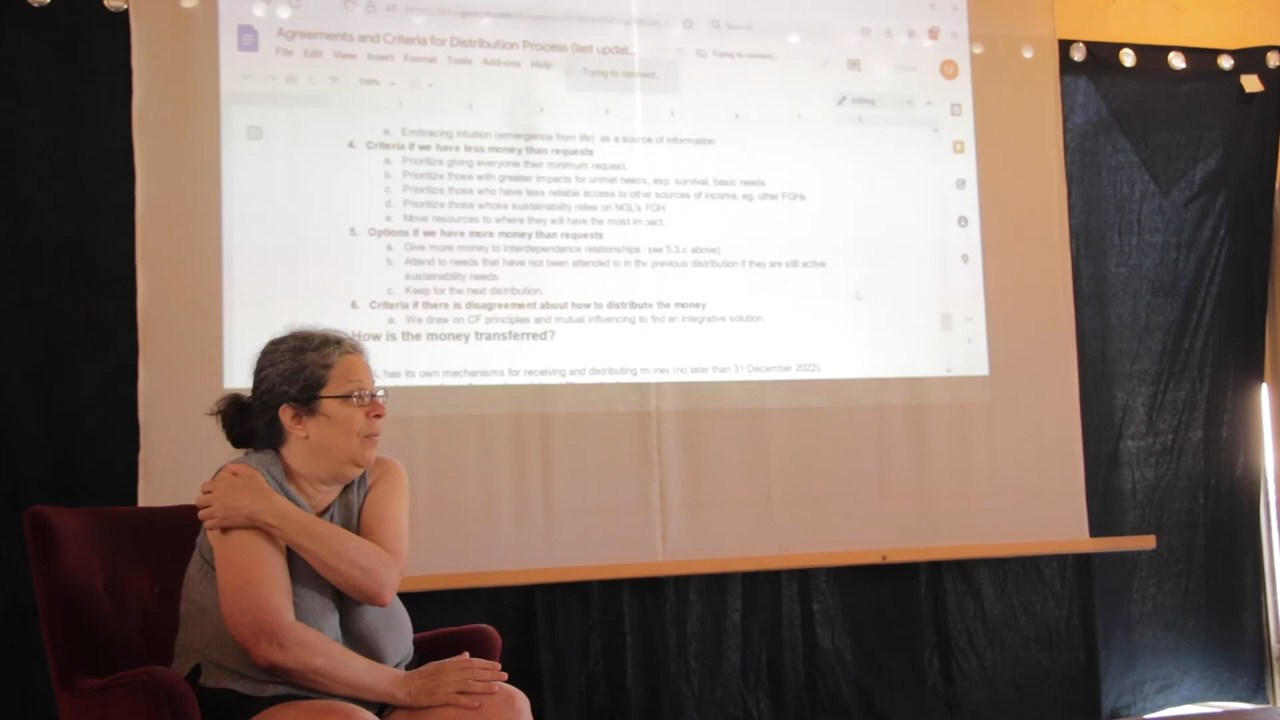 Search
Agreements and Criteria for Distribution Process (last updat...
Trying to connect...
File Edit View Insert Format Tools Add-ons Help
Trying to connect...
100%
Editing
e. Embracing intuition (emergence from life) as a source of information
4. Criteria if we have less money than requests
a. Prioritize giving everyone their minimum request.
b. Prioritize those with greater impacts for unmet needs, esp. survival, basic needs
c. Prioritize those who have less reliable access to other sources of income, eg. other FGHs
d. Prioritize those whose sustainability relies on NGL's FGH
e. Move resources to where they will have the most impact.
5. Options if we have more money than requests
a. Give more money to interdependence relationships (see 5.3.c above)
b. Attend to needs that have not been attended to in the previous distribution if they are still active
sustainability needs.
c. Keep for the next distribution.
6. Criteria if there is disagreement about how to distribute the money
a. We draw on CF principles and mutual influencing to find an integrative solution.
How is the money transferred?
has its own mechanisms for receiving and distributing money (no later than 31 December 2022),